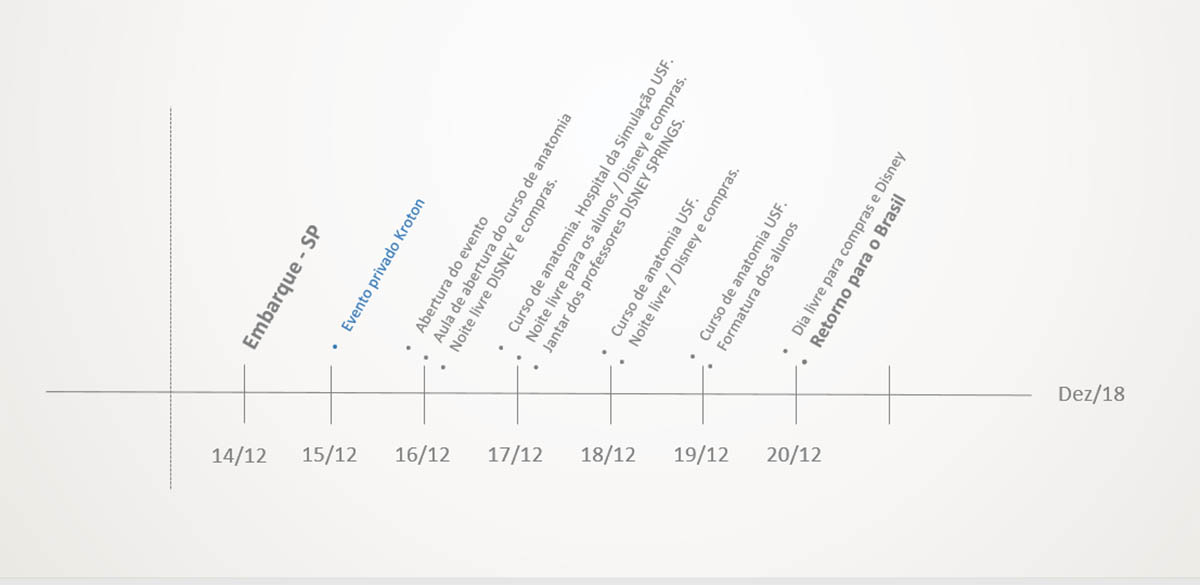 Embarque - SP
• Evento privado Kroton
• Abertura do evento
• Aula de abertura do curso de anatomia
• Noite livre DISNEY e compras.
• Curso de anatomia. Hospital da Simulação USF.
• Noite livre para os alunos / Disney e compras.
• Jantar dos professores DISNEY SPRINGS.
• Curso de anatomia USF.
• Noite livre / Disney e compras.
• Curso de anatomia USF.
• Formatura dos alunos
• Dia livre para compras e Disney
• Retorno para o Brasil
Dez/18
14/12
15/12
16/12
17/12
18/12
19/12
20/12